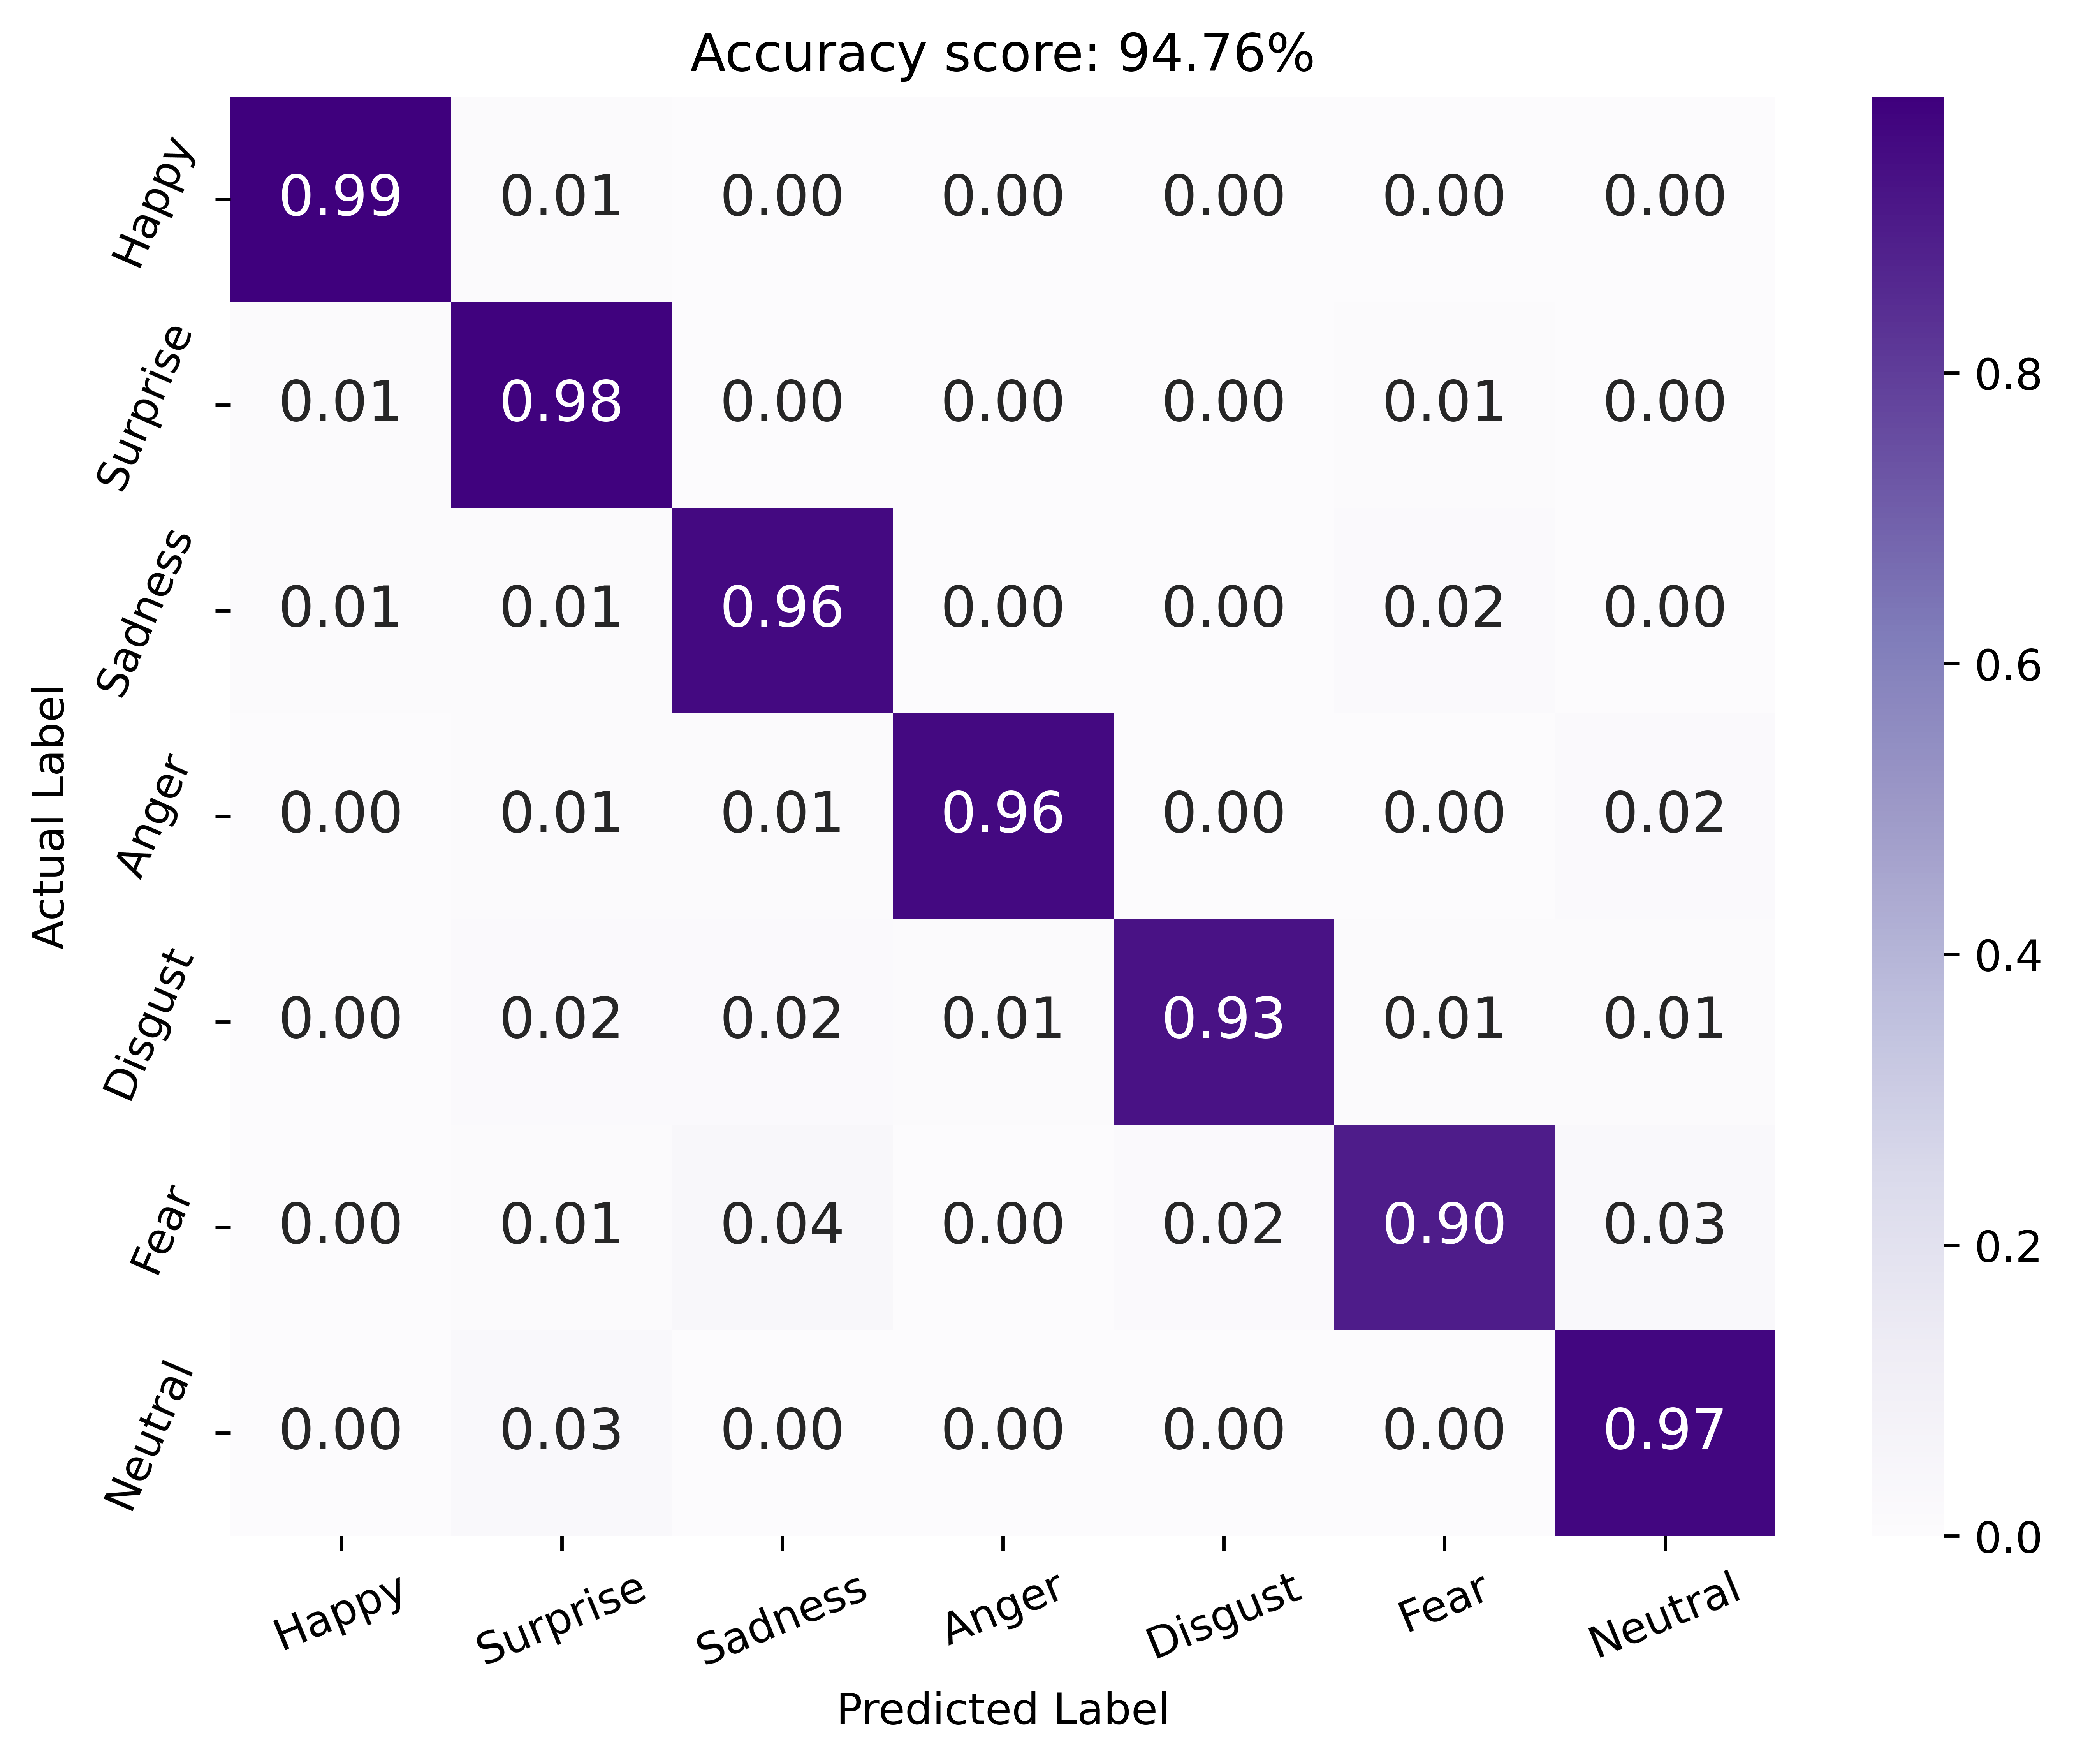 Accuracy score: 94.76%
Happy 0.99 0.01 0.00 0.00 0.00 0.00 0.00
Surprise 0.01 0.98 0.00 0.00 0.00 0.01 0.00
Sadness 0.01 0.01 0.96 0.00 0.00 0.02 0.00
Anger 0.00 0.01 0.01 0.96 0.00 0.00 0.02
Disgust 0.00 0.02 0.02 0.01 0.93 0.01 0.01
Fear 0.00 0.01 0.04 0.00 0.02 0.90 0.03
Neutral 0.00 0.03 0.00 0.00 0.00 0.00 0.97
Actual Label
Happy Surprise Sadness Anger Disgust Fear Neutral
Predicted Label
0.8
0.6
0.4
0.2
0.0